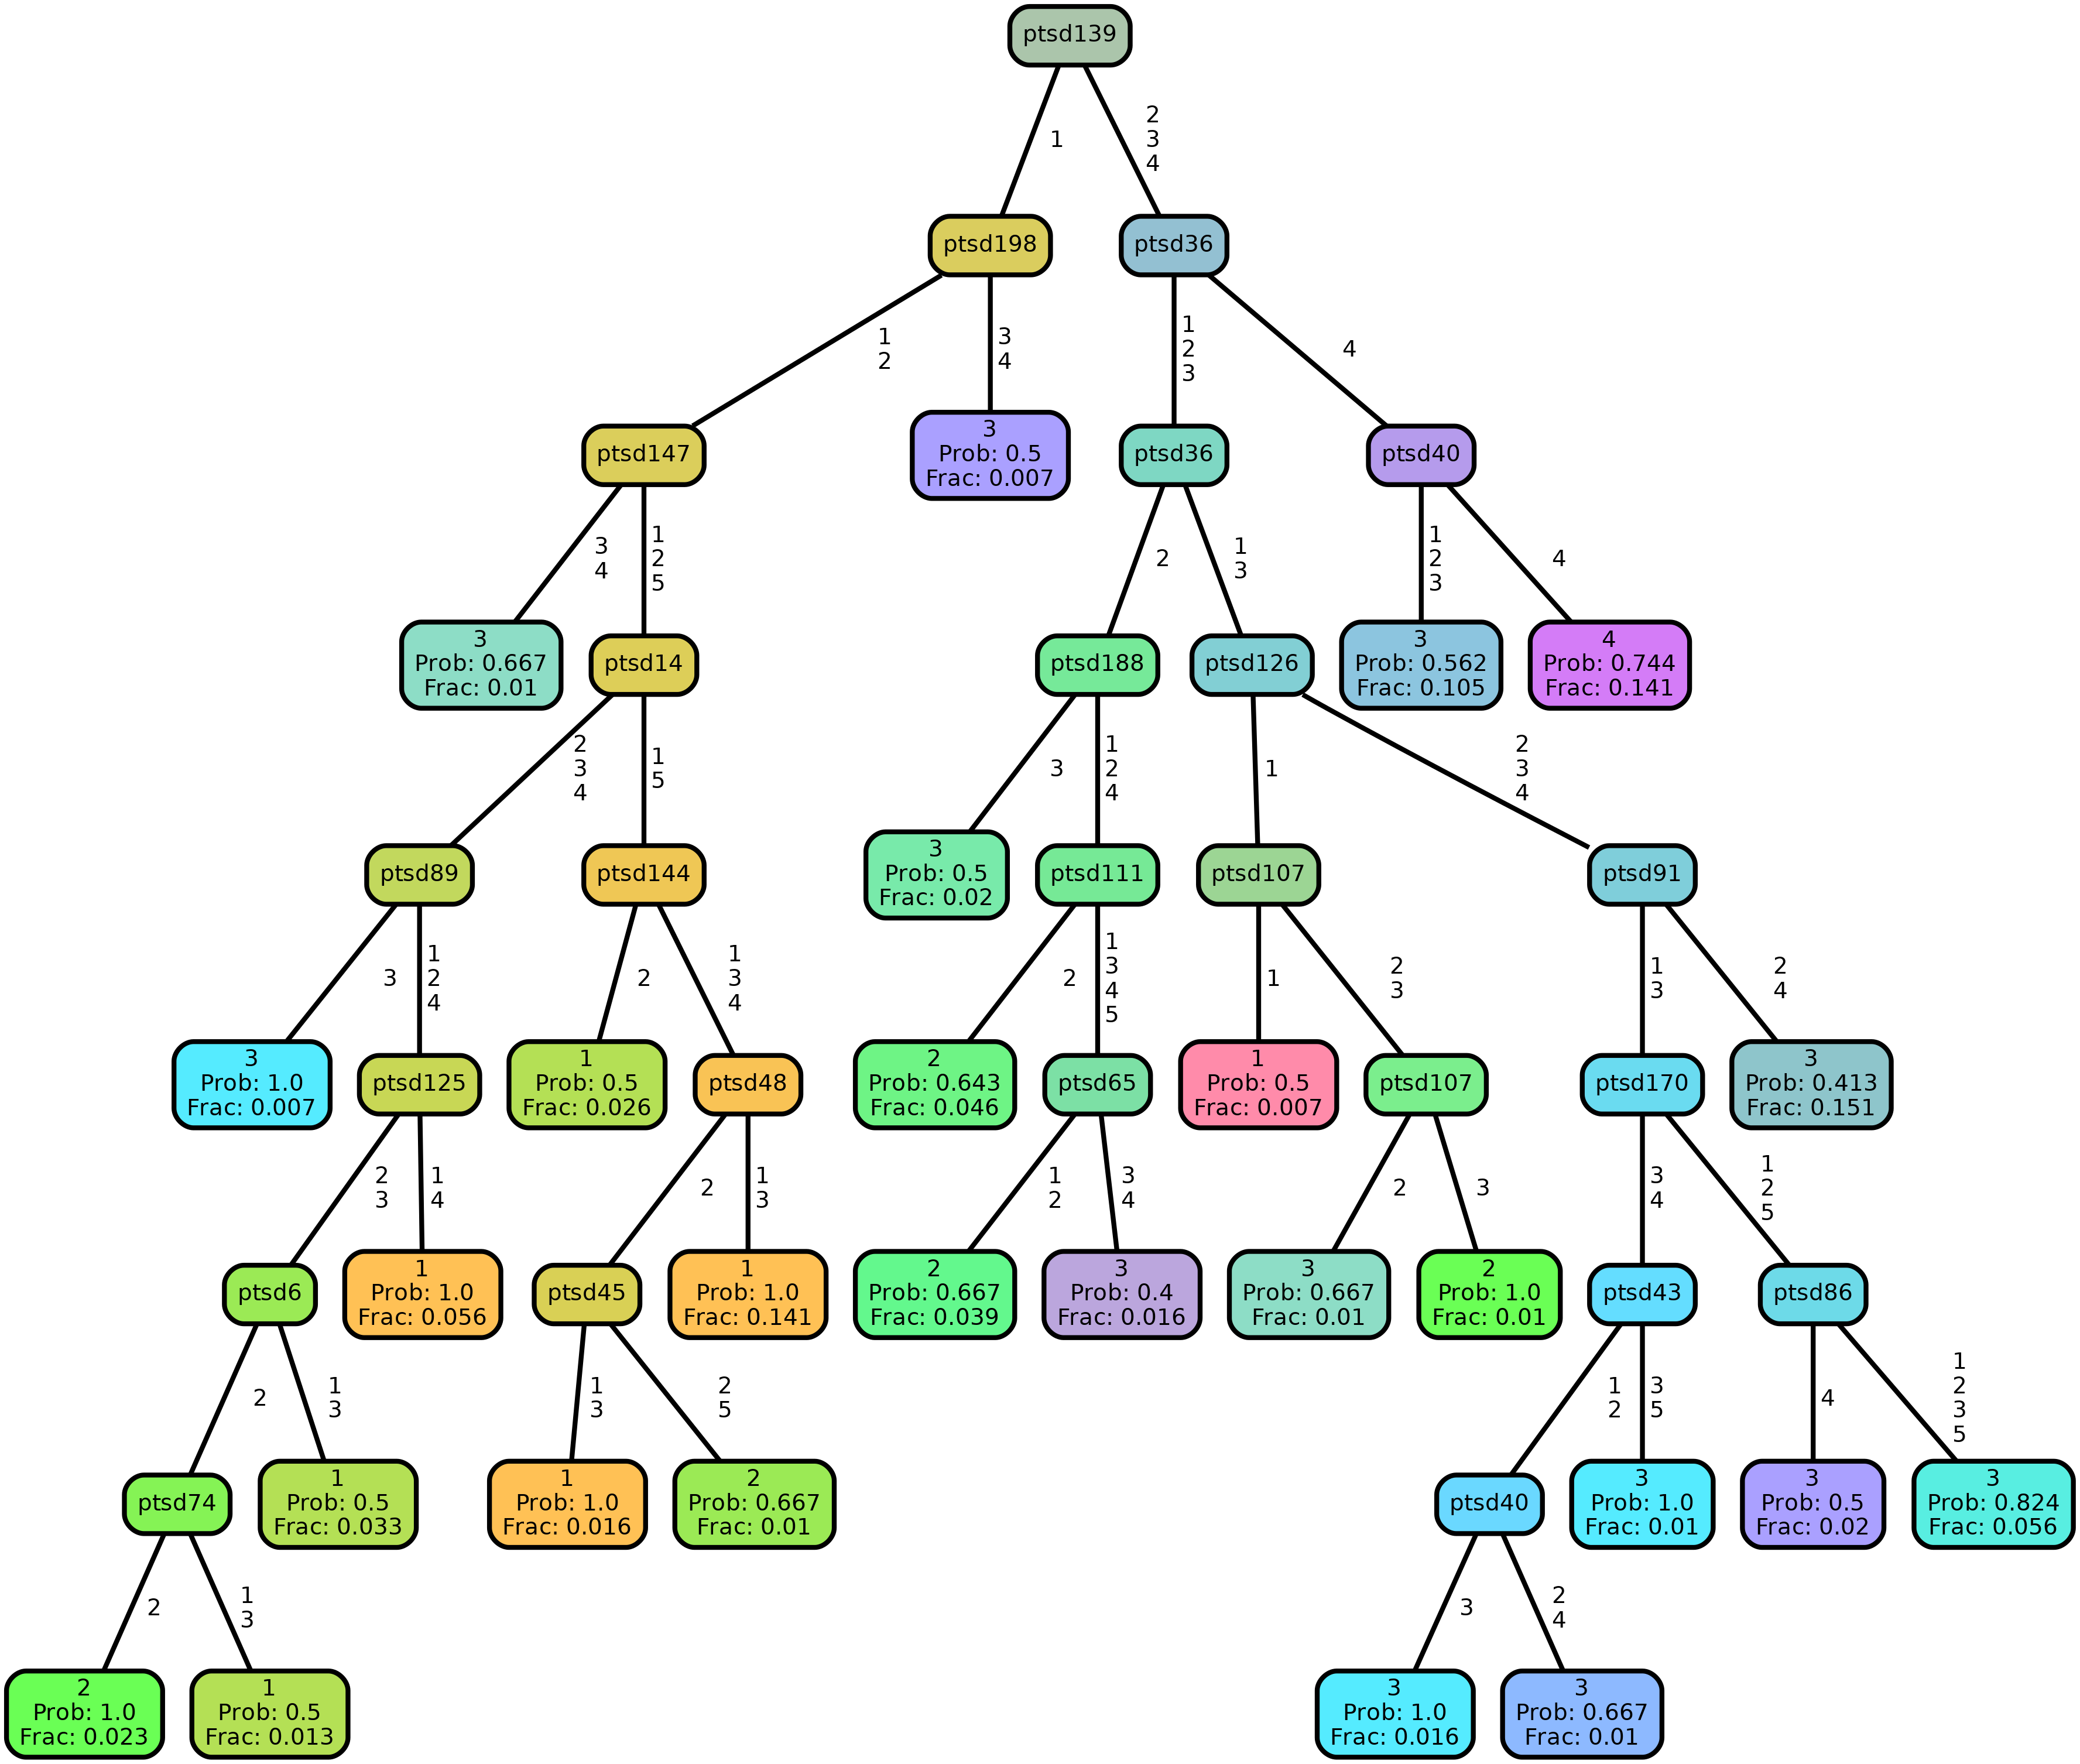 ptsd139
1
2
3
4
ptsd198
ptsd36
1
2
3
4
1
2
3
4
ptsd147
3
Prob: 0.5
Frac: 0.007
ptsd36
ptsd40
3
4
1
2
5
2
1
3
1
2
3
4
3
Prob: 0.667
Frac: 0.01
ptsd14
ptsd188
ptsd126
3
Prob: 0.562
Frac: 0.105
4
Prob: 0.744
Frac: 0.141
2
3
4
1
5
3
1
2
4
1
2
3
4
ptsd89
ptsd144
3
Prob: 0.5
Frac: 0.02
ptsd111
ptsd107
ptsd91
3
1
2
4
2
1
3
4
2
1
3
4
5
1
2
3
1
3
2
4
3
Prob: 1.0
Frac: 0.007
ptsd125
1
Prob: 0.5
Frac: 0.026
ptsd48
2
Prob: 0.643
Frac: 0.046
ptsd65
1
Prob: 0.5
Frac: 0.007
ptsd107
ptsd170
3
Prob: 0.413
Frac: 0.151
2
3
1
4
2
1
3
1
2
3
4
2
3
3
4
1
2
5
ptsd6
1
Prob: 1.0
Frac: 0.056
ptsd45
1
Prob: 1.0
Frac: 0.141
2
Prob: 0.667
Frac: 0.039
3
Prob: 0.4
Frac: 0.016
3
Prob: 0.667
Frac: 0.01
2
Prob: 1.0
Frac: 0.01
ptsd43
ptsd86
2
1
3
1
3
2
5
1
2
3
5
4
1
2
3
5
ptsd74
1
Prob: 0.5
Frac: 0.033
1
Prob: 1.0
Frac: 0.016
2
Prob: 0.667
Frac: 0.01
ptsd40
3
Prob: 1.0
Frac: 0.01
3
Prob: 0.5
Frac: 0.02
3
Prob: 0.824
Frac: 0.056
2
1
3
3
2
4
2
Prob: 1.0
Frac: 0.023
1
Prob: 0.5
Frac: 0.013
3
Prob: 1.0
Frac: 0.016
3
Prob: 0.667
Frac: 0.01